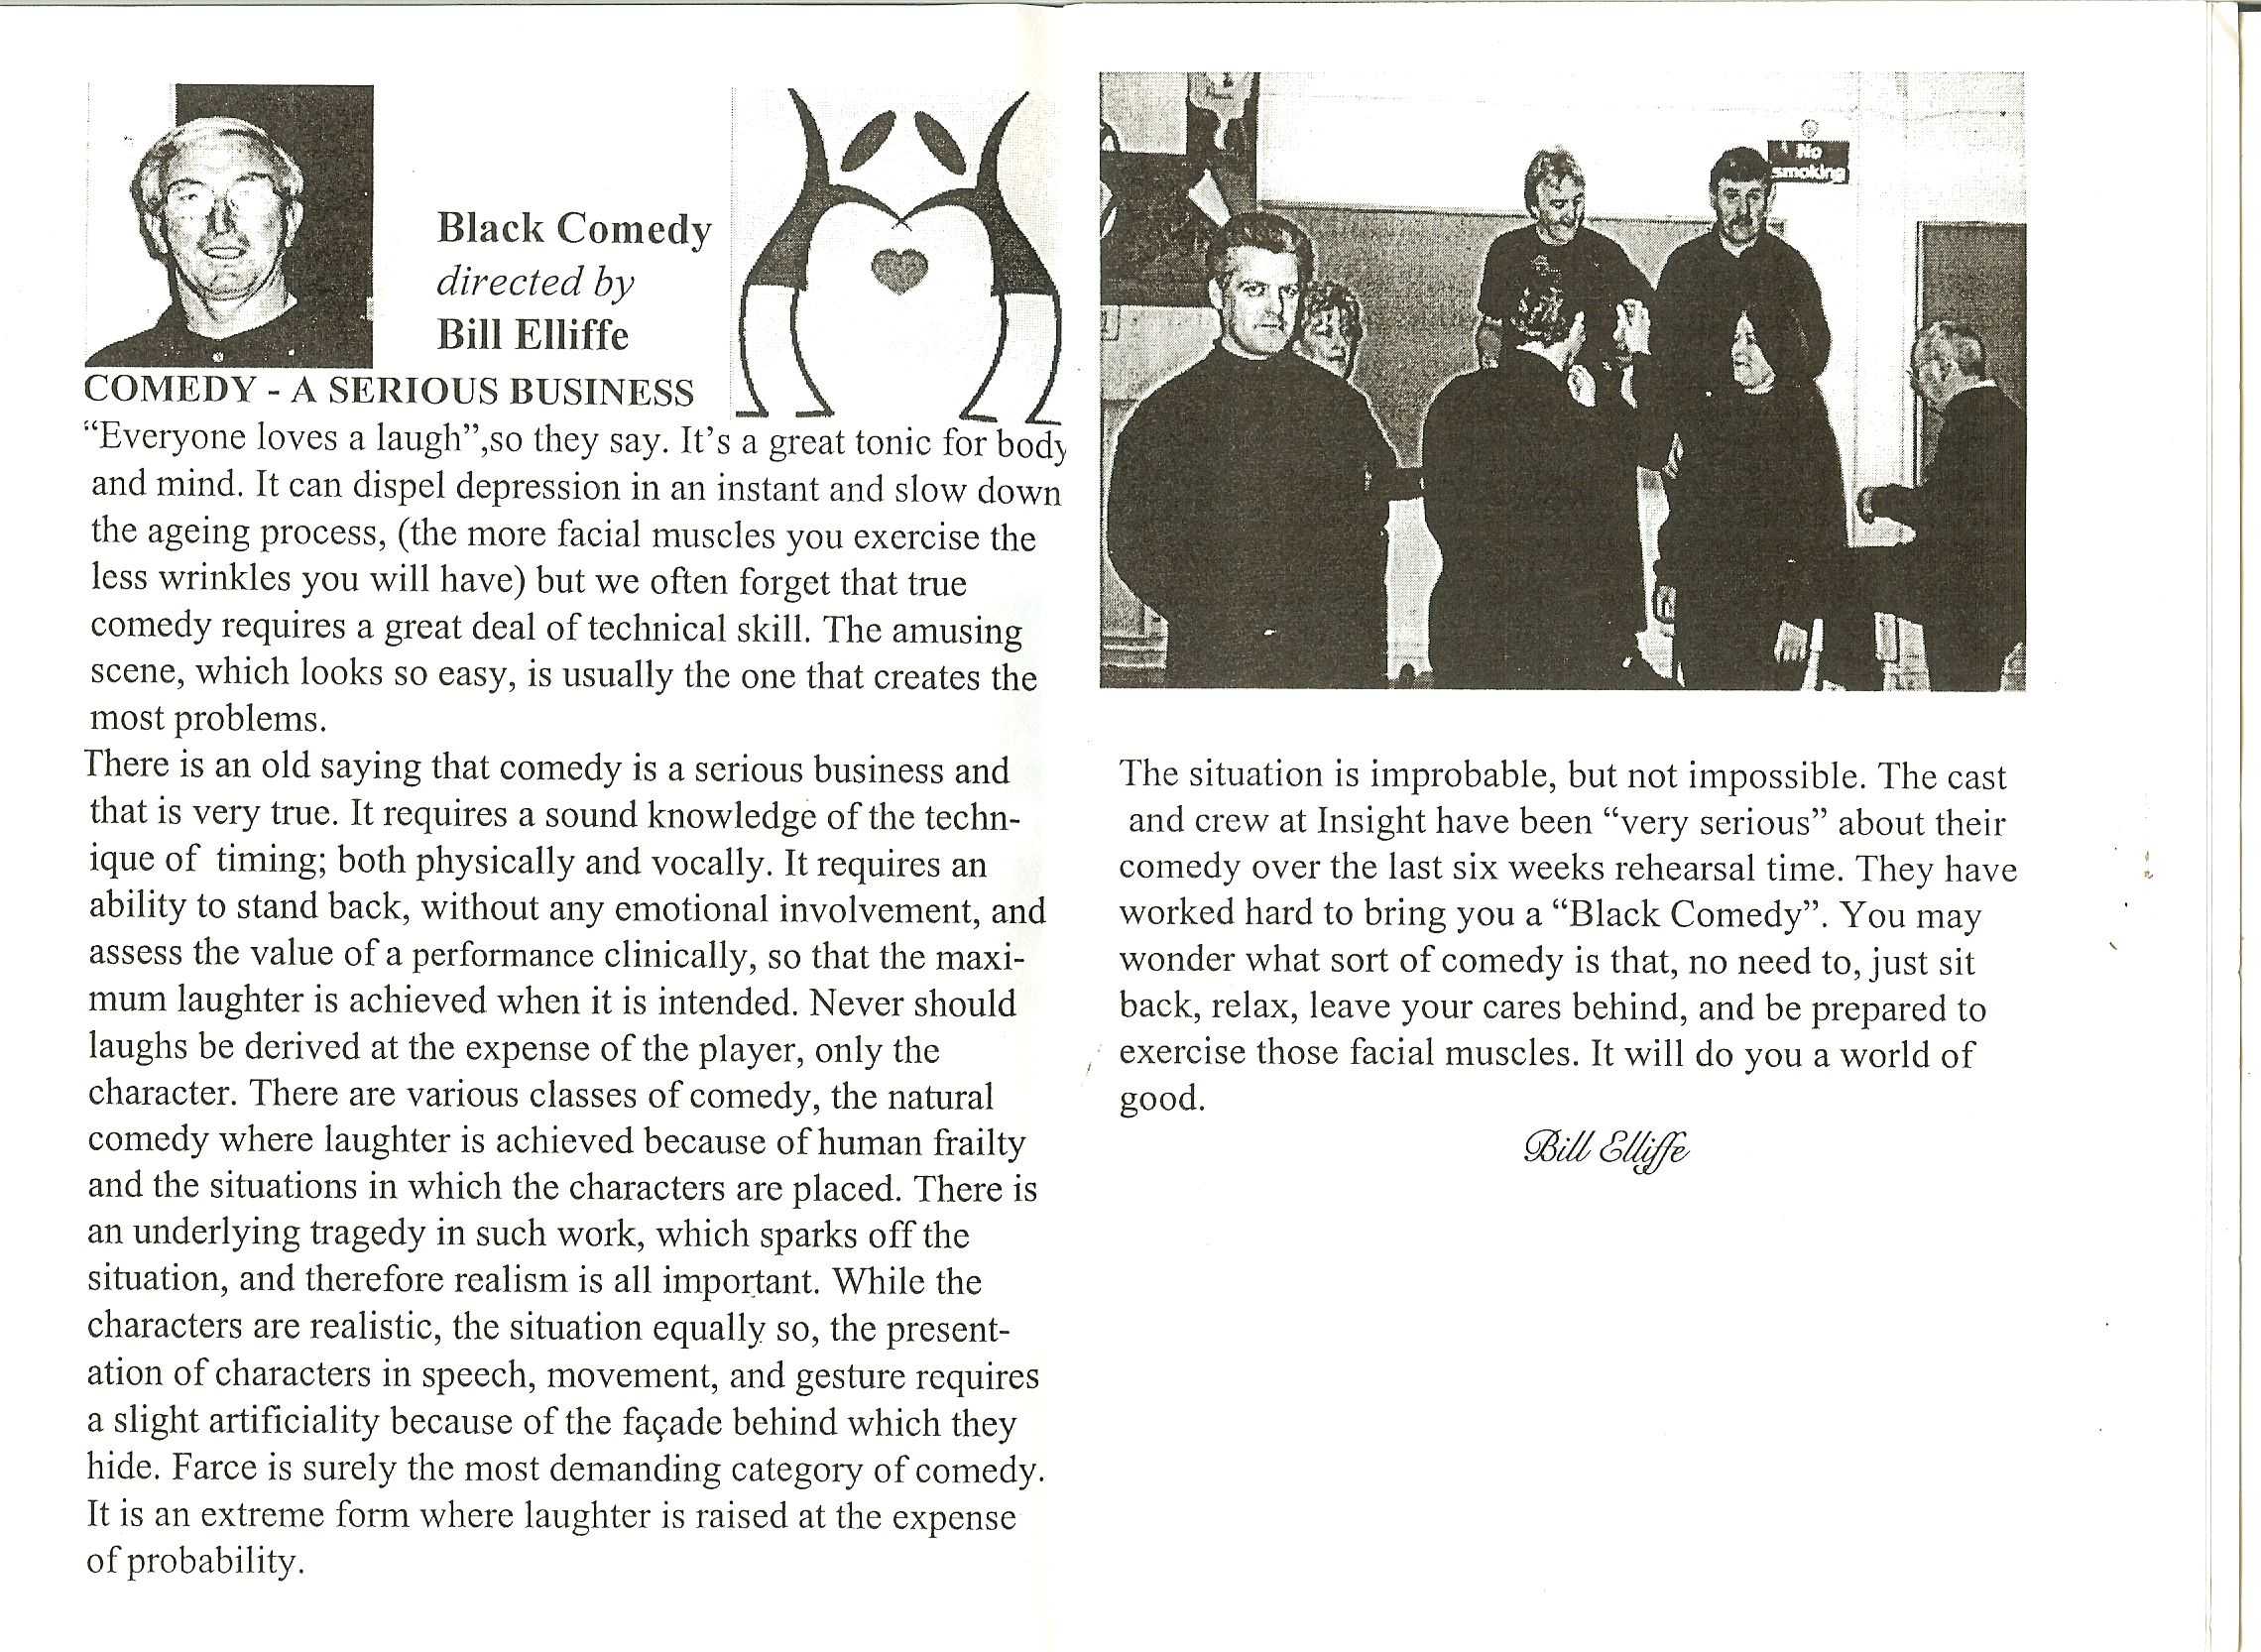 Black Comedy
directed by
Bill Elliffe
COMEDY - A SERIOUS BUSINESS
“Everyone loves a laugh”,so they say. It’s a great tonic for body
and mind. It can dispel depression in an instant and slow down
the ageing process, (the more facial muscles you exercise the
less wrinkles you will have) but we often forget that true
comedy requires a great deal of technical skill. The amusing
scene, which looks so easy, is usually the one that creates the
most problems.
There is an old saying that comedy is a serious business and
that is very true. It requires a sound knowledge of the techn-
ique of timing; both physically and vocally. It requires an
ability to stand back, without any emotional involvement, and
assess the value of a performance clinically, so that the maxi-
mum laughter is achieved when it is intended. Never should
laughs be derived at the expense of the player, only the
character. There are various classes of comedy, the natural
comedy where laughter is achieved because of human frailty
and the situations in which the characters are placed. There is
an underlying tragedy in such work, which sparks off the
situation, and therefore realism is all important. While the
characters are realistic, the situation equally so, the present-
ation of characters in speech, movement, and gesture requires
a slight artificiality because of the façade behind which they
hide. Farce is surely the most demanding category of comedy.
It is an extreme form where laughter is raised at the expense
of probability.
No
smoking
The situation is improbable, but not impossible. The cast
and crew at Insight have been “very serious” about their
comedy over the last six weeks rehearsal time. They have
worked hard to bring you a “Black Comedy”. You may
wonder what sort of comedy is that, no need to, just sit
back, relax, leave your cares behind, and be prepared to
exercise those facial muscles. It will do you a world of
good.
Bill Elliffe